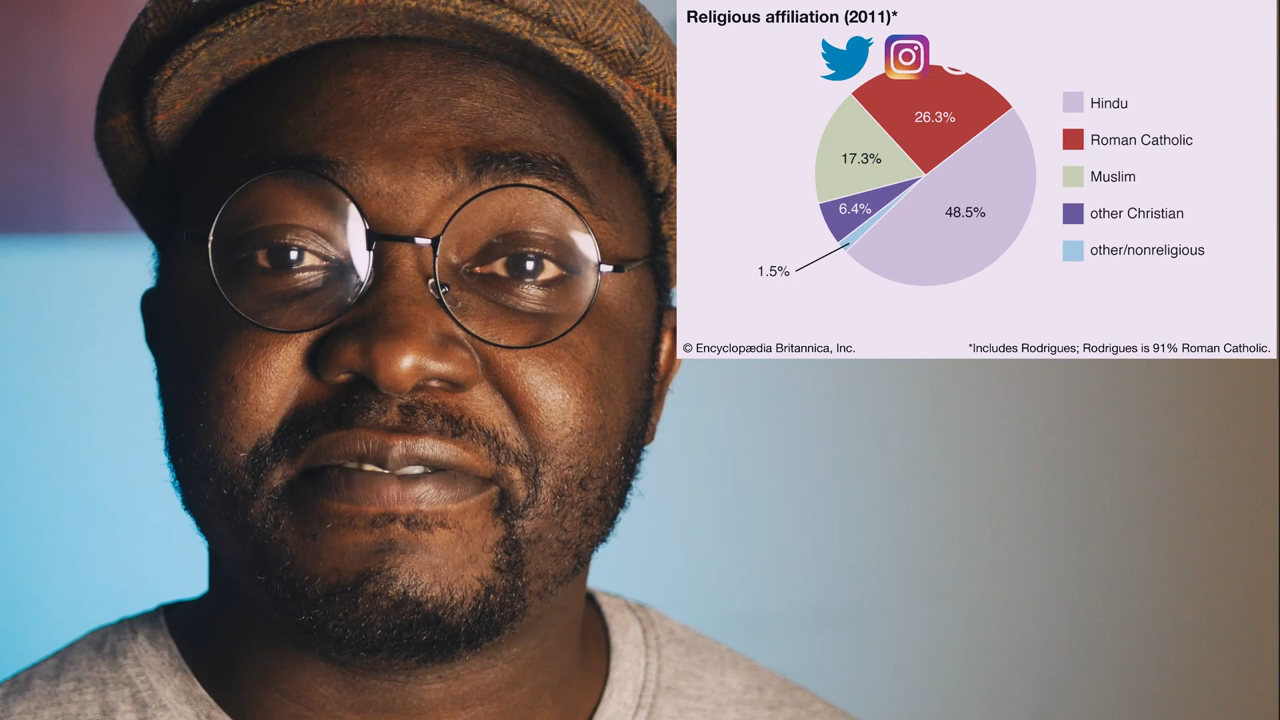 Religious affiliation (2011)*
26.3%
17.3%
6.4%
48.5%
1.5%
Hindu
Roman Catholic
Muslim
other Christian
other/nonreligious
© Encyclopædia Britannica, Inc.
*Includes Rodrigues; Rodrigues is 91% Roman Catholic.